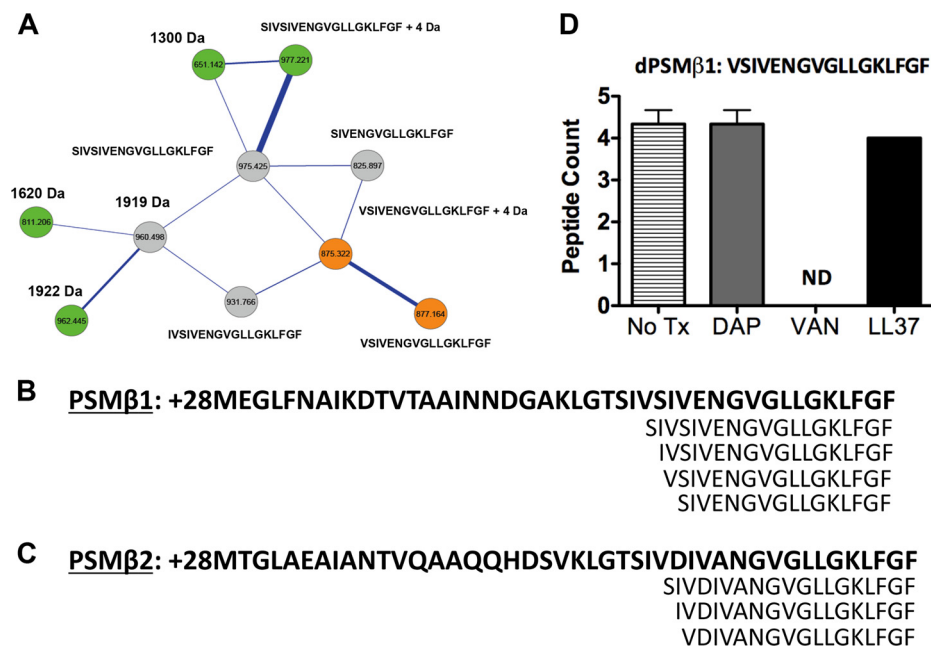 A
1300 Da
SIVSIVENGVGLLGKLFGF + 4 Da
651.142
977.221
SIVSIVENGVGLLGKLFGF
SIVENGVGLLGKLFGF
975.425
825.897
1620 Da
1919 Da
VSIVENGVGLLGKLFGF + 4 Da
811.206
960.498
875.322
1922 Da
931.766
962.445
877.164
IVSIVENGVGLLGKLFGF
VSIVENGVGLLGKLFGF
D
dPSMβ1: VSIVENGVGLLGKLFGF
Peptide Count
5
4
3
2
1
0
ND
No Tx DAP VAN LL37
B
PSMβ1: +28MEGLFNAIKDTVTAAINNDGAKLGTSIVSIVENGVGLLGKLFGF
SIVSIVENGVGLLGKLFGF
IVSIVENGVGLLGKLFGF
VSIVENGVGLLGKLFGF
SIVENGVGLLGKLFGF
C
PSMβ2: +28MTGLAEAIANTVQAAQQHDSVKLGTSIVDIVANGVGLLGKLFGF
SIVDIVANGVGLLGKLFGF
IVDIVANGVGLLGKLFGF
VDIVANGVGLLGKLFGF